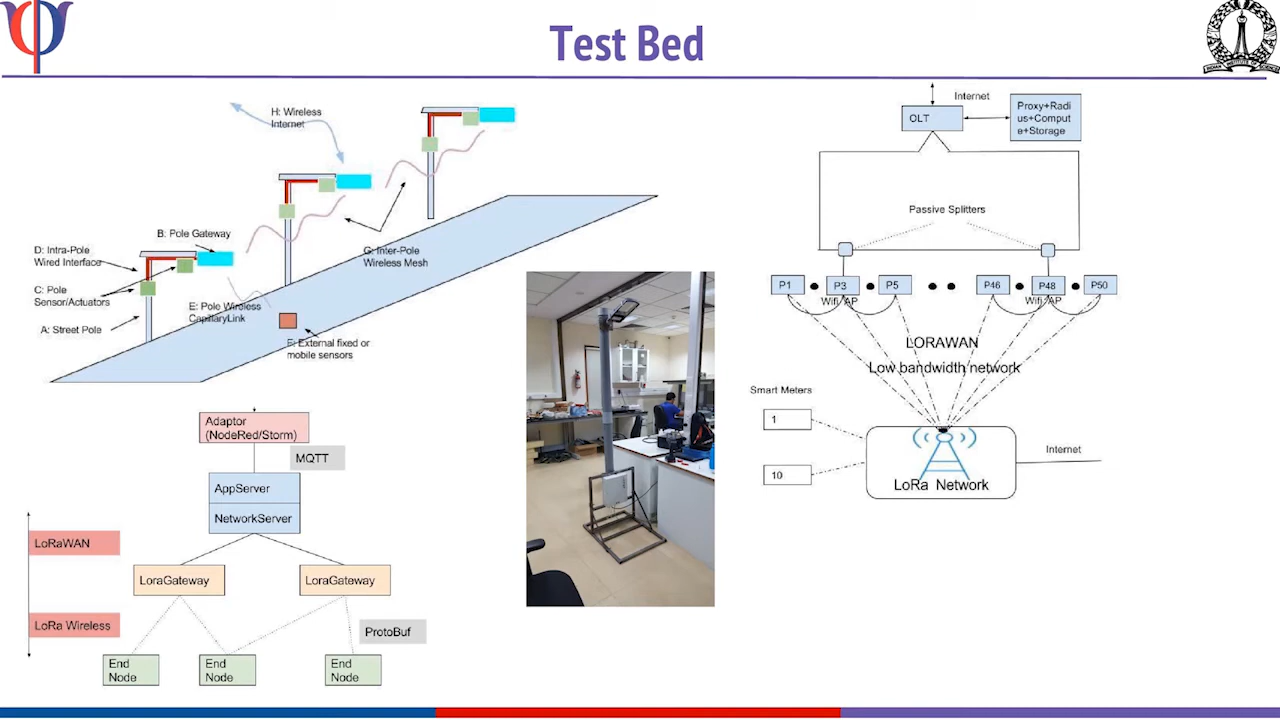 Test Bed
H: Wireless
Internet
B: Pole Gateway
D: Intra-Pole
Wired Interface
C: Pole
Sensor/Actuators
A: Street Pole
E: Pole Wireless
CapillaryLink
G: Inter-Pole
Wireless Mesh
F: External fixed or
mobile sensors
Adaptor
(NodeRed/Storm)
MQTT
AppServer
NetworkServer
LoRaWAN
LoraGateway
LoraGateway
LoRa Wireless
ProtoBuf
End
Node
End
Node
End
Node
Internet
OLT
Proxy+Radi
us+Comput
e+Storage
Passive Splitters
P1
P3
P5
P46
P48
P50
Wifi AP
Wifi AP
LORAWAN
Low bandwidth network
Smart Meters
1
10
LoRa Network
Internet